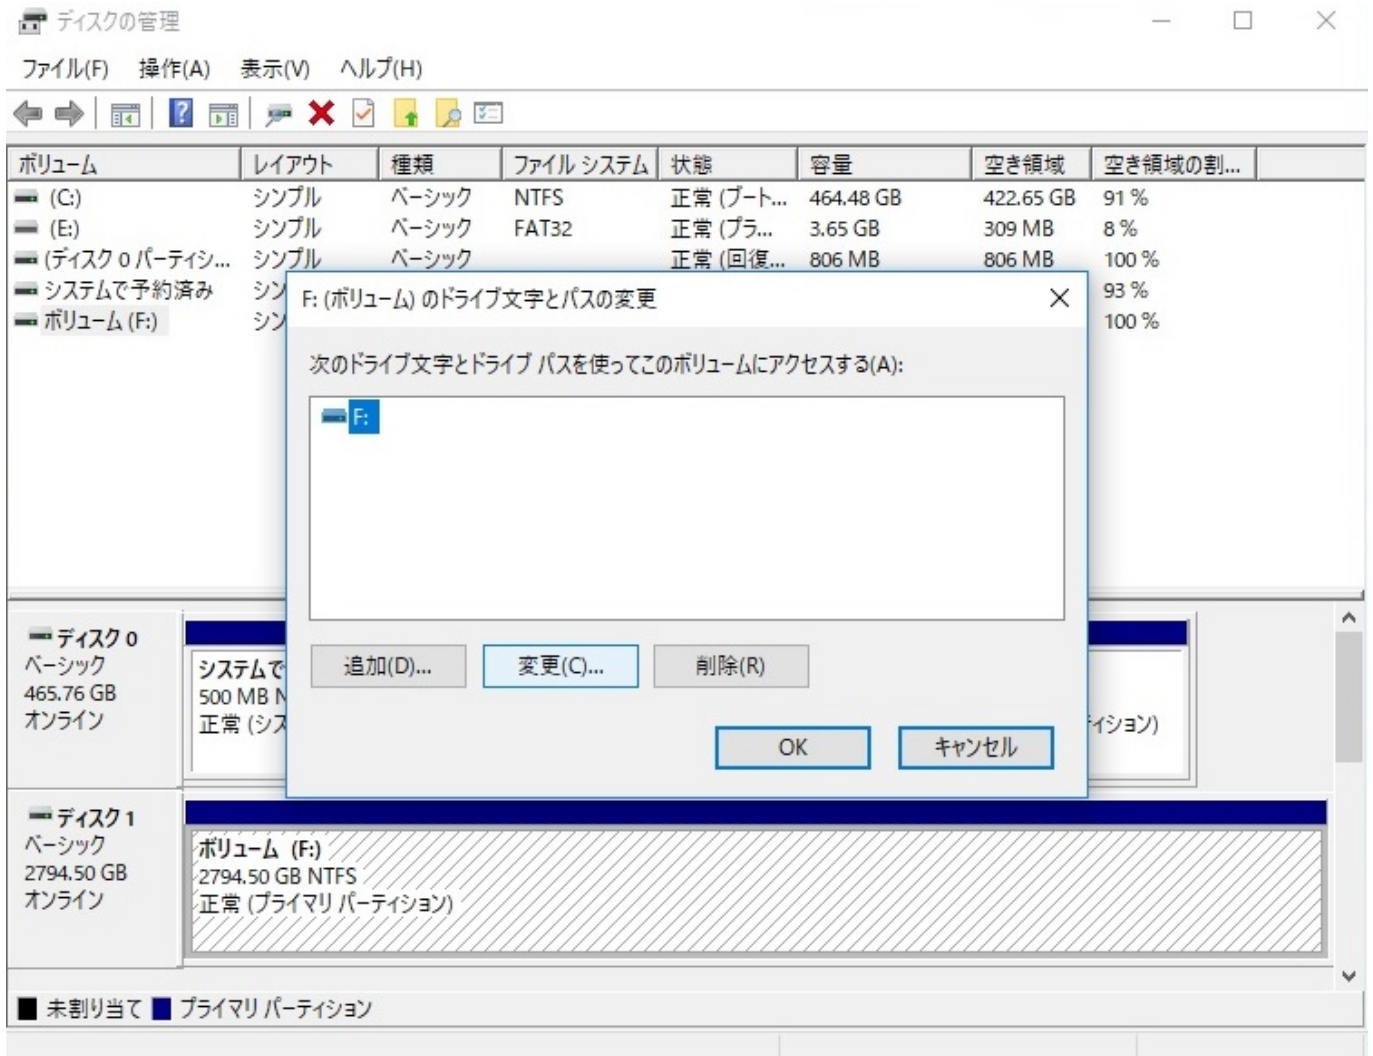 ディスクの管理
ファイル(F) 操作(A) 表示(V) ヘルプ(H)
ボリューム レイアウト 種類 ファイル システム 状態 容量 空き領域 空き領域の割...
(C:) シンプル ベーシック NTFS 正常 (ブート... 464.48 GB 422.65 GB 91 %
(E:) シンプル ベーシック FAT32 正常 (プラ... 3.65 GB 309 MB 8 %
(ディスク 0 パーティシ... シンプル ベーシック 正常 (回復... 806 MB 806 MB 100 %
システムで予約済み シン 93 %
ボリューム (F:) シン 100 %
F: (ボリューム) のドライブ文字とパスの変更
次のドライブ文字とドライブ パスを使ってこのボリュームにアクセスする(A):
F:
追加(D)... 変更(C)... 削除(R)
OK キャンセル
ディスク 0
ベーシック
465.76 GB
オンライン
システムで
500 MB N
正常 (シス
ィション)
ディスク 1
ベーシック
2794.50 GB
オンライン
ボリューム (F:)
2794.50 GB NTFS
正常 (プライマリ パーティション)
未割り当て プライマリ パーティション